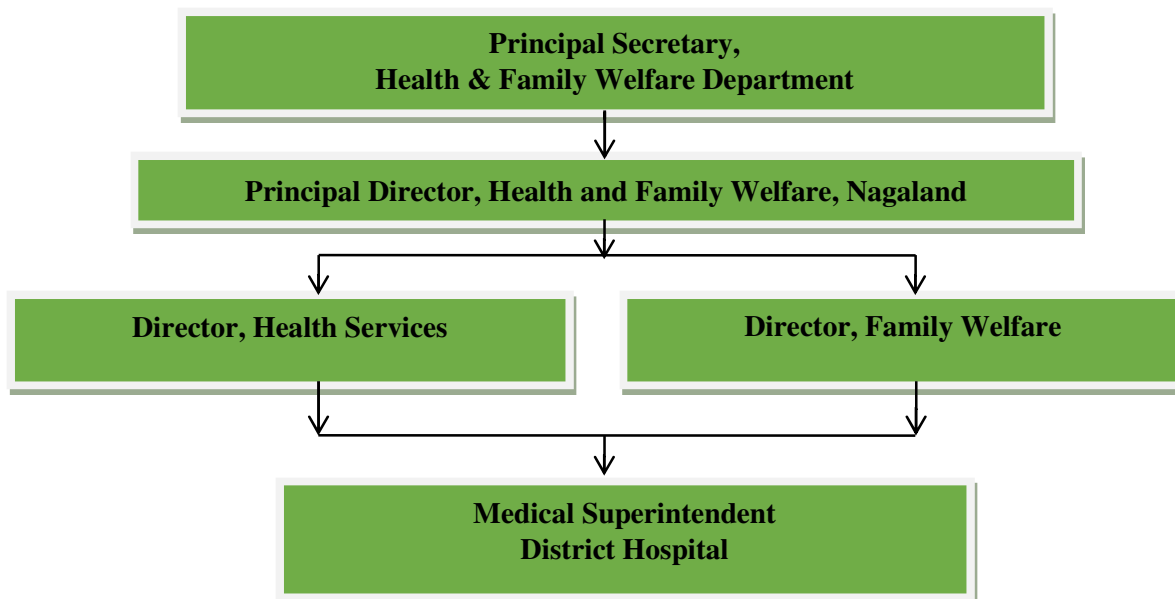 Principal Secretary,
Health & Family Welfare Department
Principal Director, Health and Family Welfare, Nagaland
Director, Health Services
Director, Family Welfare
Medical Superintendent
District Hospital